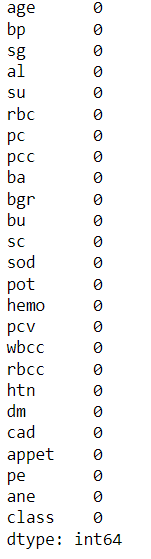 age 0
bp 0
sg 0
al 0
su 0
rbc 0
pc 0
pcc 0
ba 0
bgr 0
bu 0
sc 0
sod 0
pot 0
hemo 0
pcv 0
wbcc 0
rbcc 0
htn 0
dm 0
cad 0
appet 0
pe 0
ane 0
class 0
dtype: int64